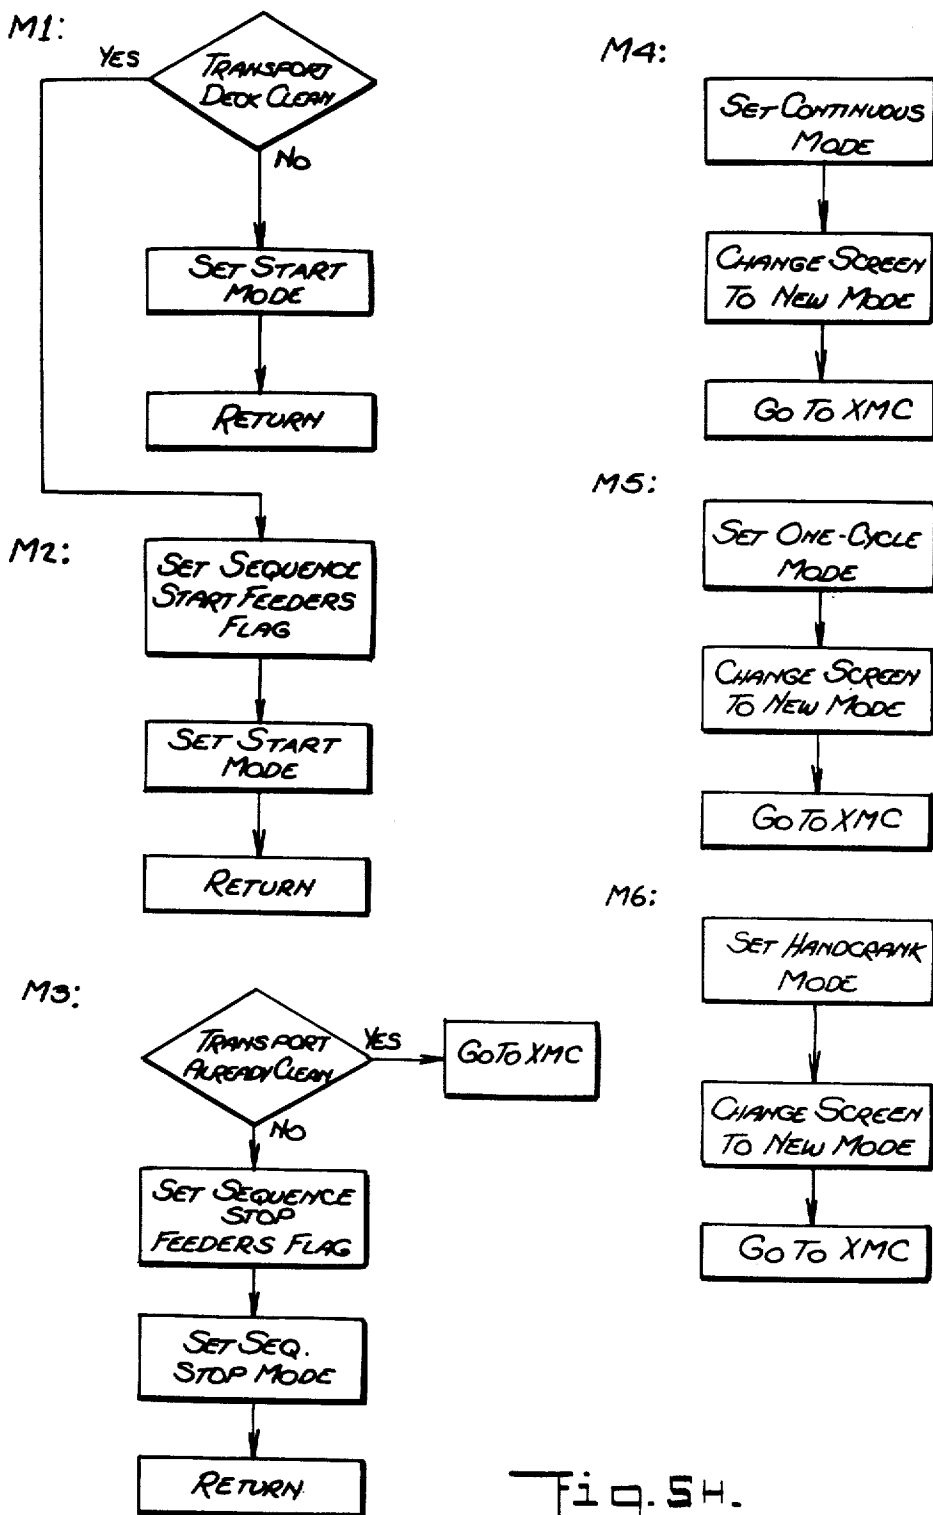 M1:
YES
TRANSPORT
DECK CLEAN
NO
SET START
MODE
RETURN
M2:
SET SEQUENCE
START FEEDERS
FLAG
SET START
MODE
RETURN
M3:
TRANSPORT
ALREADY CLEAN
YES
GO TO XMC
NO
SET SEQUENCE
STOP
FEEDERS FLAG
SET SEQ.
STOP MODE
RETURN
M4:
SET CONTINUOUS
MODE
CHANGE SCREEN
TO NEW MODE
GO TO XMC
M5:
SET ONE-CYCLE
MODE
CHANGE SCREEN
TO NEW MODE
GO TO XMC
M6:
SET HANDCRANK
MODE
CHANGE SCREEN
TO NEW MODE
GO TO XMC
Fig. 5H.